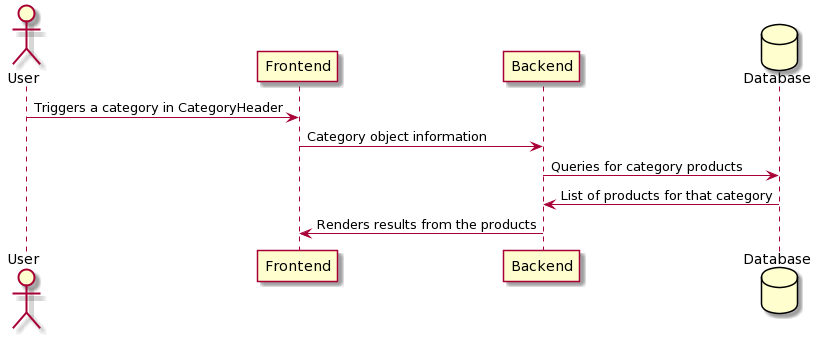 User
Frontend
Backend
Database
Triggers a category in CategoryHeader
Category object information
Queries for category products
List of products for that category
Renders results from the products
User
Frontend
Backend
Database